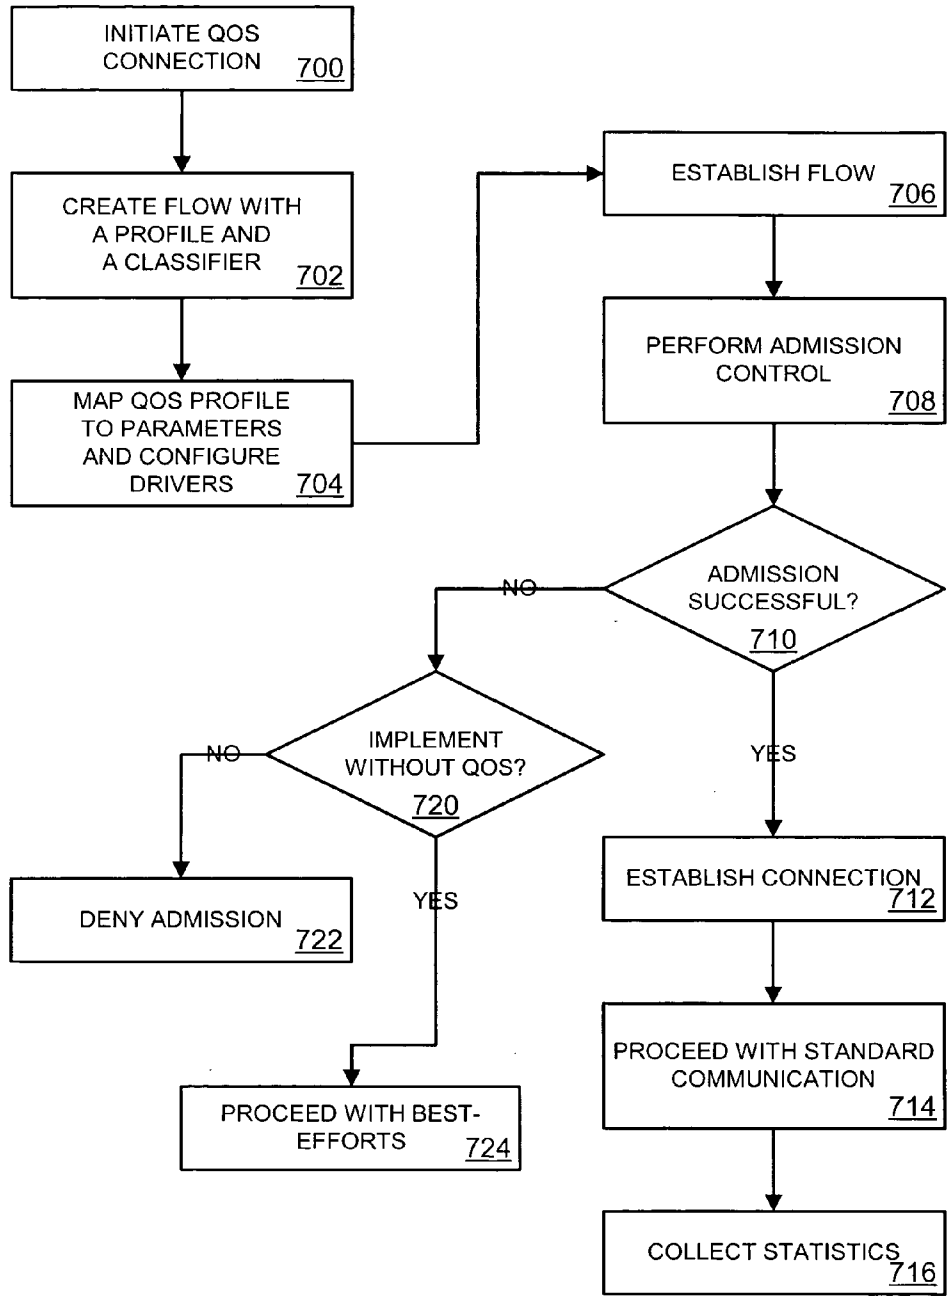 INITIATE QOS
CONNECTION
700
CREATE FLOW WITH
A PROFILE AND
A CLASSIFIER
702
MAP QOS PROFILE
TO PARAMETERS
AND CONFIGURE
DRIVERS
704
ESTABLISH FLOW
706
PERFORM ADMISSION
CONTROL
708
ADMISSION
SUCCESSFUL?
710
NO
YES
IMPLEMENT
WITHOUT QOS?
720
NO
YES
DENY ADMISSION
722
PROCEED WITH BEST-
EFFORTS
724
ESTABLISH CONNECTION
712
PROCEED WITH STANDARD
COMMUNICATION
714
COLLECT STATISTICS
716